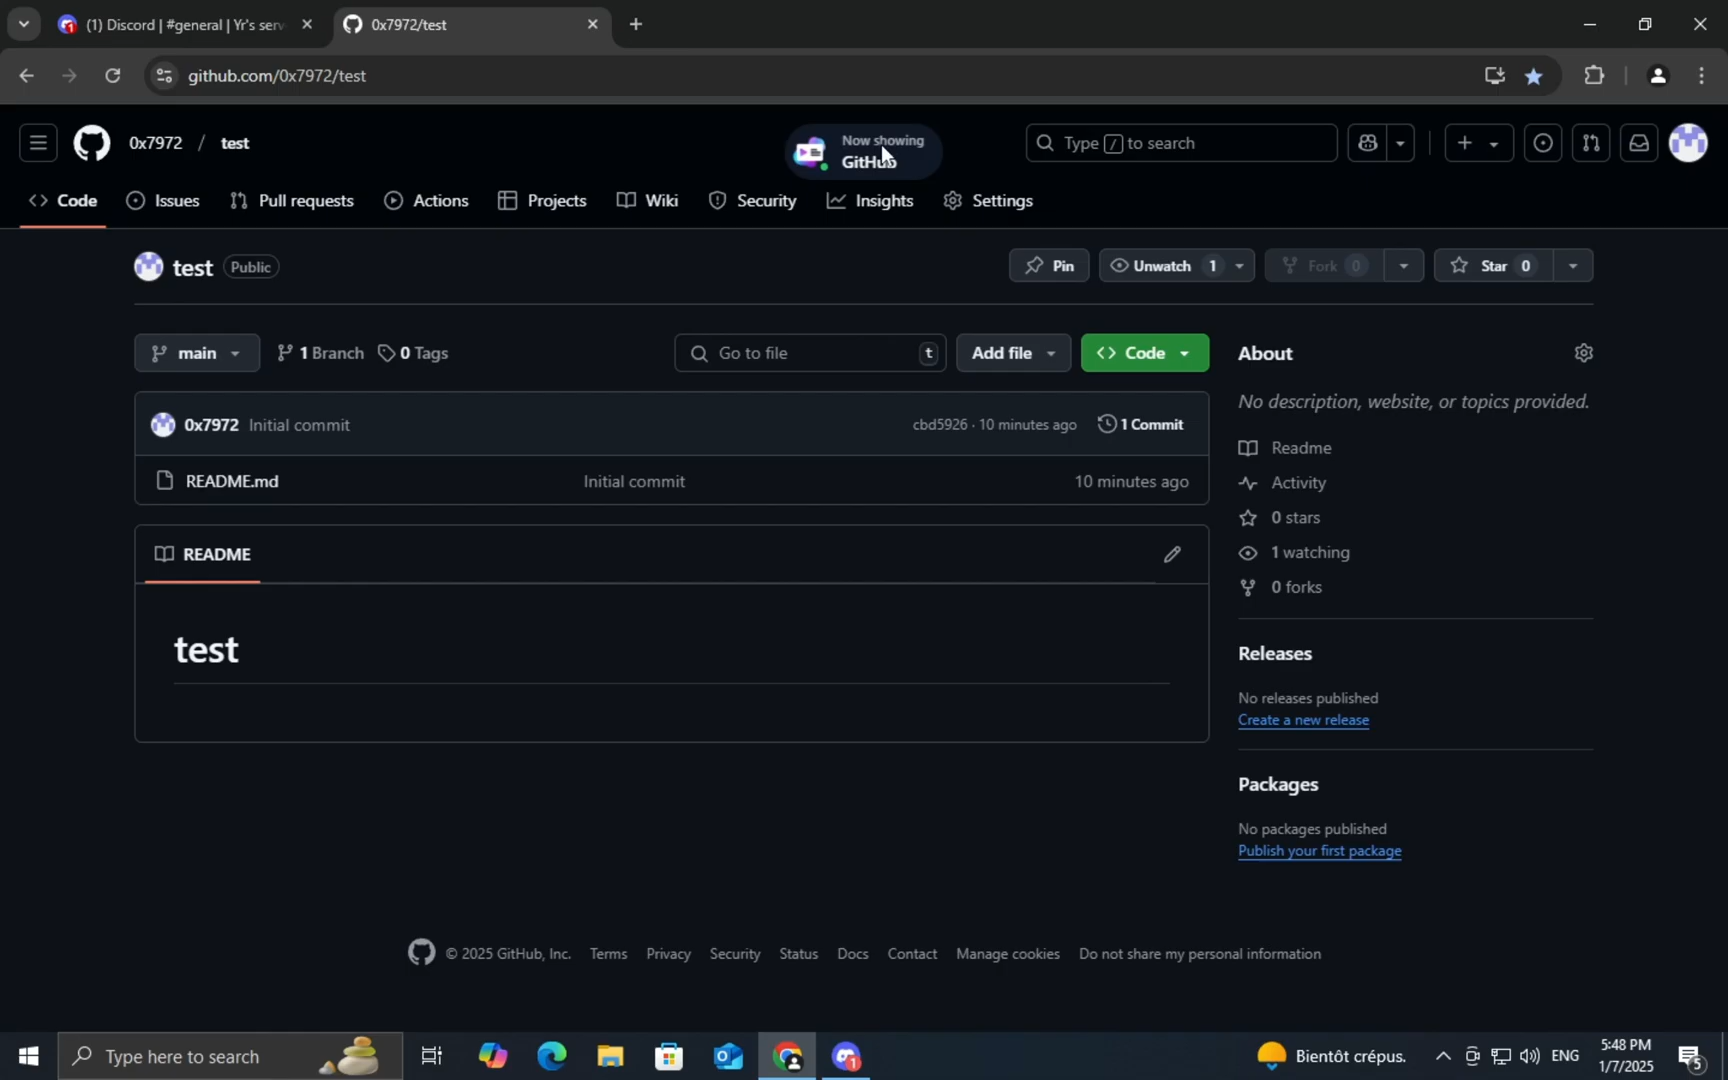 (1) Discord | #general | Yr's serv
0x7972/test
github.com/0x7972/test
0x7972 / test
Now showing
GitHub
Type / to search
Code
Issues
Pull requests
Actions
Projects
Wiki
Security
Insights
Settings
test Public
Pin
Unwatch 1
Fork 0
Star 0
main
1 Branch
0 Tags
Go to file t
Add file
Code
0x7972 Initial commit cbd5926 · 10 minutes ago 1 Commit
README.md Initial commit 10 minutes ago
README
test
About
No description, website, or topics provided.
Readme
Activity
0 stars
1 watching
0 forks
Releases
No releases published
Create a new release
Packages
No packages published
Publish your first package
© 2025 GitHub, Inc. Terms Privacy Security Status Docs Contact Manage cookies Do not share my personal information
Type here to search
Bientôt crépus.
ENG
5:48 PM
1/7/2025
5